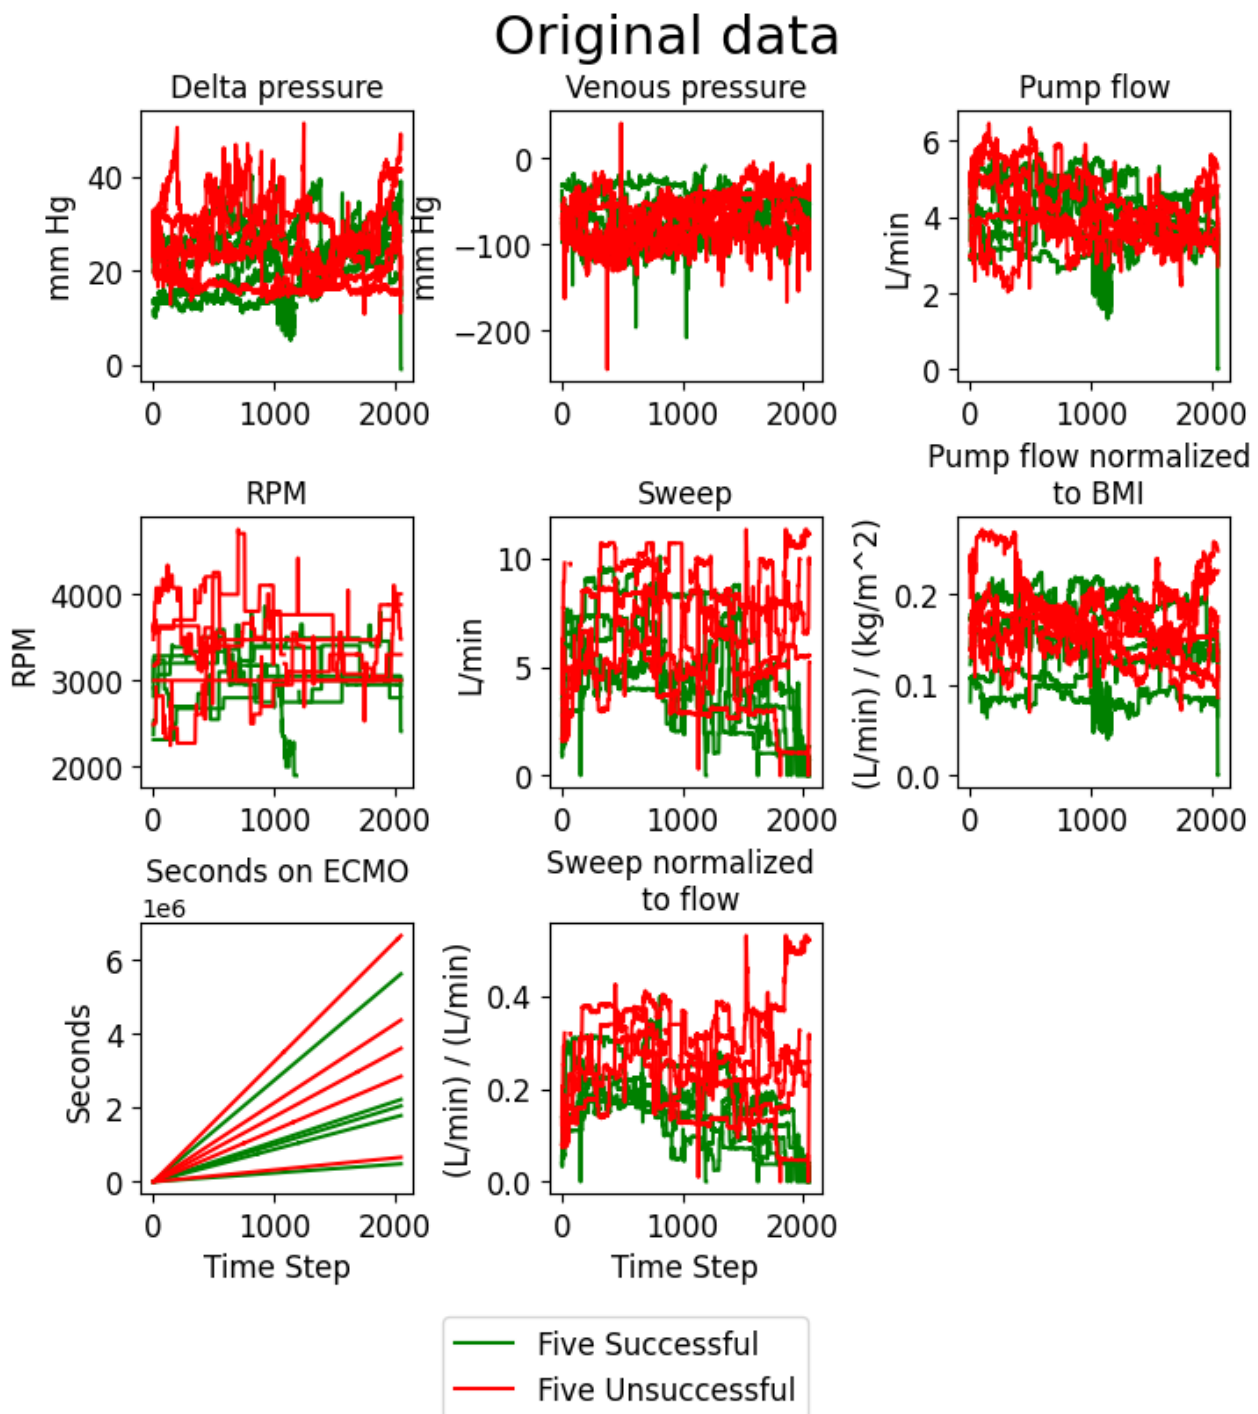 Original data
Delta pressure
Venous pressure
Pump flow
mm Hg
40
20
0
0 1000 2000
mm Hg
0
−100
−200
0 1000 2000
L/min
6
4
2
0
0 1000 2000
RPM
Sweep
Pump flow normalized
to BMI
RPM
4000
3000
2000
0 1000 2000
L/min
10
5
0
0 1000 2000
(L/min) / (kg/m^2)
0.2
0.1
0.0
0 1000 2000
Seconds on ECMO
1e6
Sweep normalized
to flow
Seconds
6
4
2
0
0 1000 2000
Time Step
(L/min) / (L/min)
0.4
0.2
0.0
0 1000 2000
Time Step
Five Successful
Five Unsuccessful